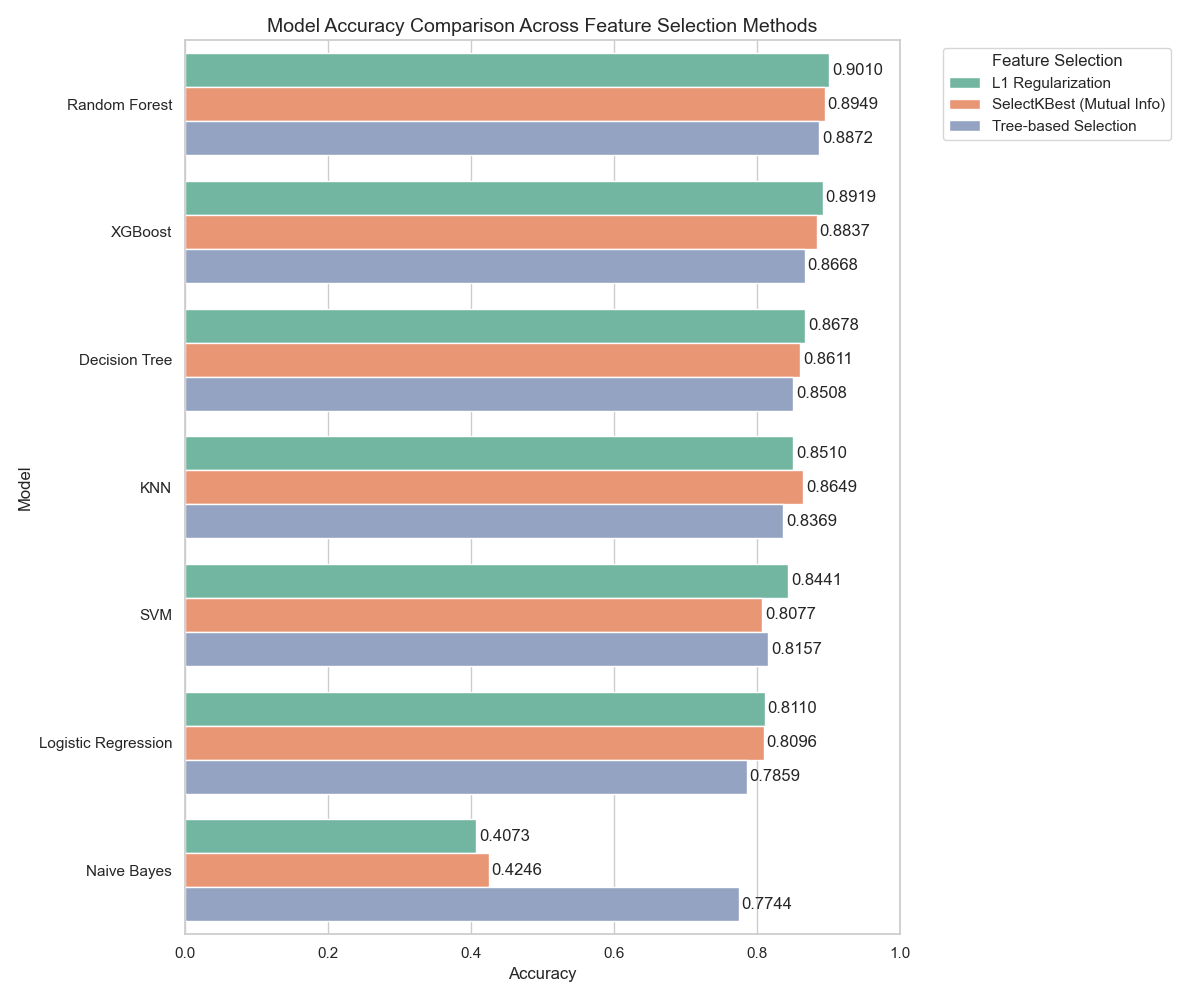 Model Accuracy Comparison Across Feature Selection Methods
Feature Selection
L1 Regularization
SelectKBest (Mutual Info)
Tree-based Selection
Model
Random Forest
0.9010
0.8949
0.8872
XGBoost
0.8919
0.8837
0.8668
Decision Tree
0.8678
0.8611
0.8508
KNN
0.8510
0.8649
0.8369
SVM
0.8441
0.8077
0.8157
Logistic Regression
0.8110
0.8096
0.7859
Naive Bayes
0.4073
0.4246
0.7744
0.0 0.2 0.4 0.6 0.8 1.0
Accuracy